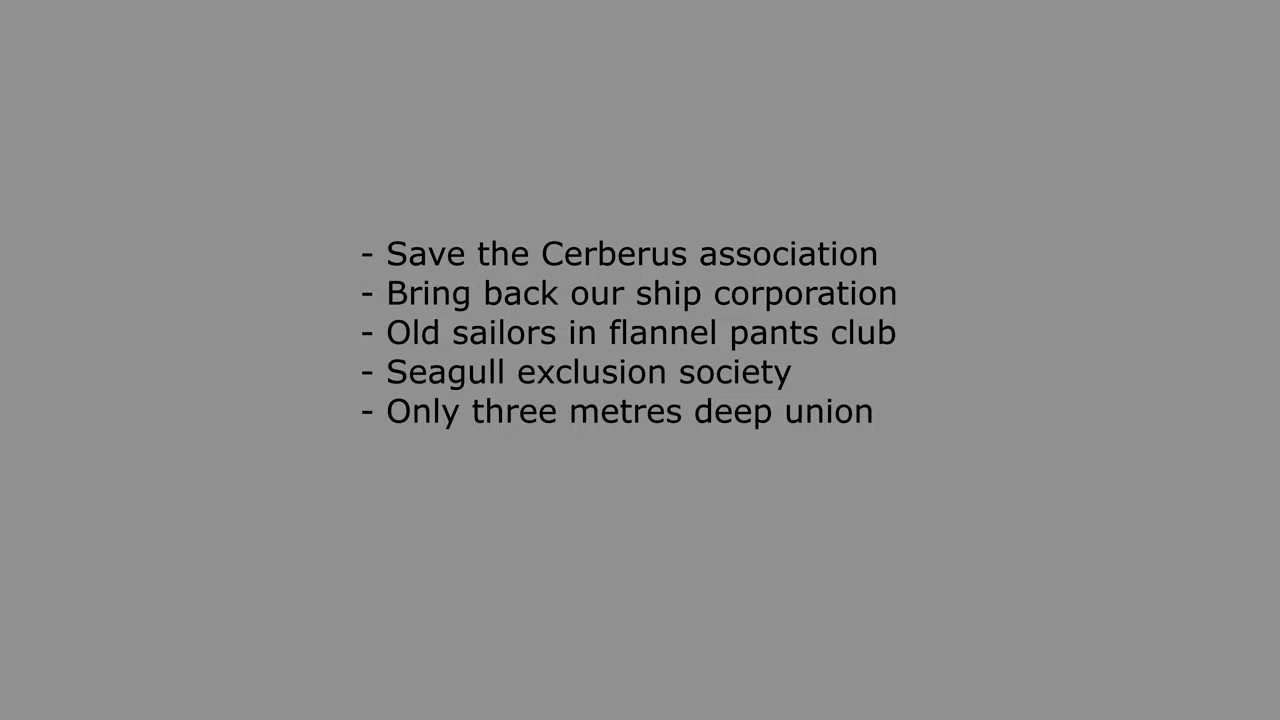 - Save the Cerberus association
- Bring back our ship corporation
- Old sailors in flannel pants club
- Seagull exclusion society
- Only three metres deep union